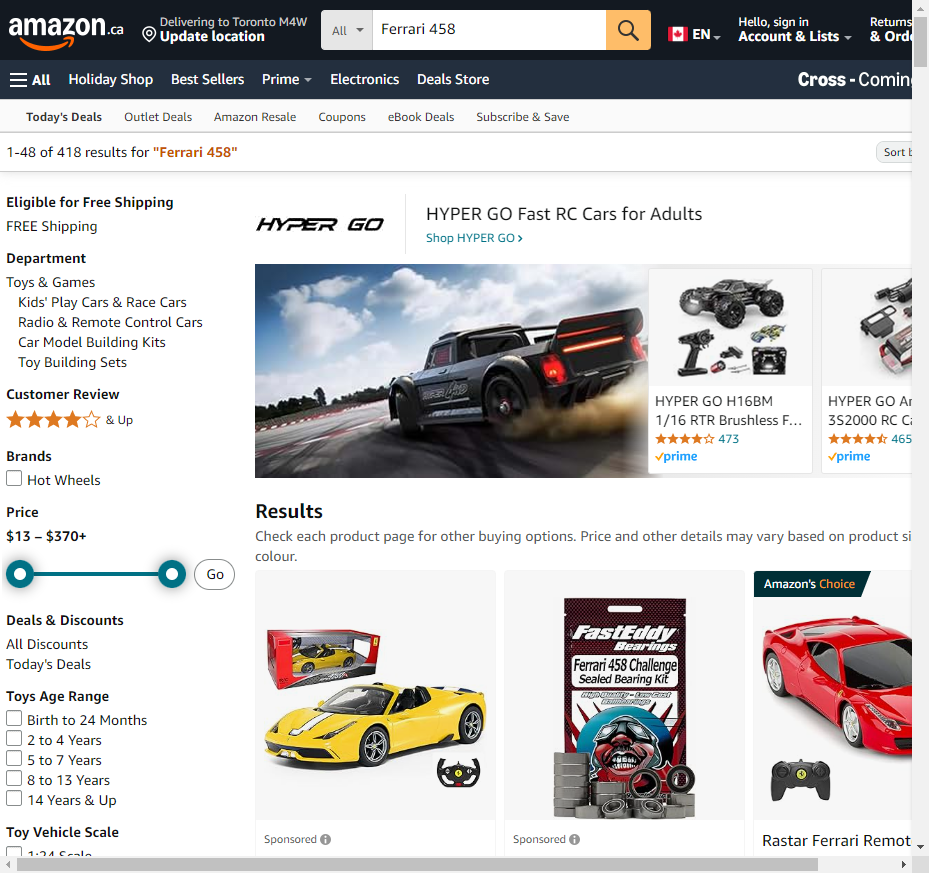 amazon.ca
Delivering to Toronto M4W
Update location
All
Ferrari 458
EN
Hello, sign in
Account & Lists
Returns
& Orde
All
Holiday Shop
Best Sellers
Prime
Electronics
Deals Store
Cross - Coming
Today's Deals
Outlet Deals
Amazon Resale
Coupons
eBook Deals
Subscribe & Save
1-48 of 418 results for "Ferrari 458"
Sort b
Eligible for Free Shipping
FREE Shipping
Department
Toys & Games
Kids' Play Cars & Race Cars
Radio & Remote Control Cars
Car Model Building Kits
Toy Building Sets
Customer Review
& Up
Brands
Hot Wheels
Price
$13 – $370+
Go
Deals & Discounts
All Discounts
Today's Deals
Toys Age Range
Birth to 24 Months
2 to 4 Years
5 to 7 Years
8 to 13 Years
14 Years & Up
Toy Vehicle Scale
1:24 Scale
HYPER GO
HYPER GO Fast RC Cars for Adults
Shop HYPER GO
HYPER GO H16BM
1/16 RTR Brushless F...
473
prime
HYPER GO Ar
3S2000 RC Ca
465
prime
Results
Check each product page for other buying options. Price and other details may vary based on product si
colour.
Sponsored
FastEddy
Bearings
Ferrari 458 Challenge
Sealed Bearing Kit
High Quality - Low Cost
Sponsored
Amazon's Choice
Rastar Ferrari Remot